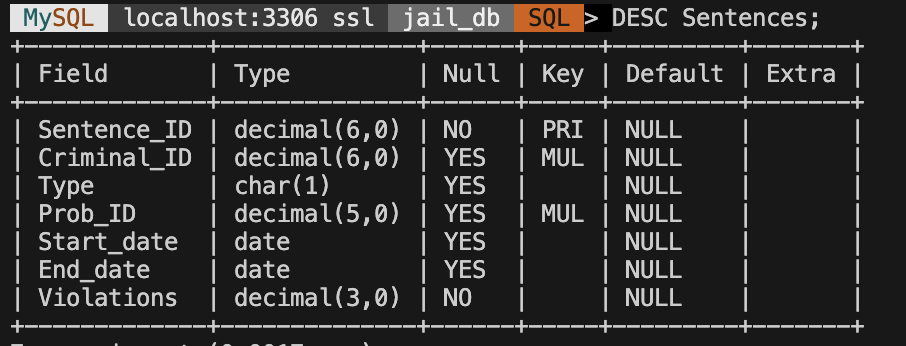 MySQL localhost:3306 ssl jail_db SQL > DESC Sentences;
+-------------+--------------+------+-----+---------+-------+
| Field       | Type         | Null | Key | Default | Extra |
+-------------+--------------+------+-----+---------+-------+
| Sentence_ID | decimal(6,0) | NO   | PRI | NULL    |       |
| Criminal_ID | decimal(6,0) | YES  | MUL | NULL    |       |
| Type        | char(1)      | YES  |     | NULL    |       |
| Prob_ID     | decimal(5,0) | YES  | MUL | NULL    |       |
| Start_date  | date         | YES  |     | NULL    |       |
| End_date    | date         | YES  |     | NULL    |       |
| Violations  | decimal(3,0) | NO   |     | NULL    |       |
+-------------+--------------+------+-----+---------+-------+